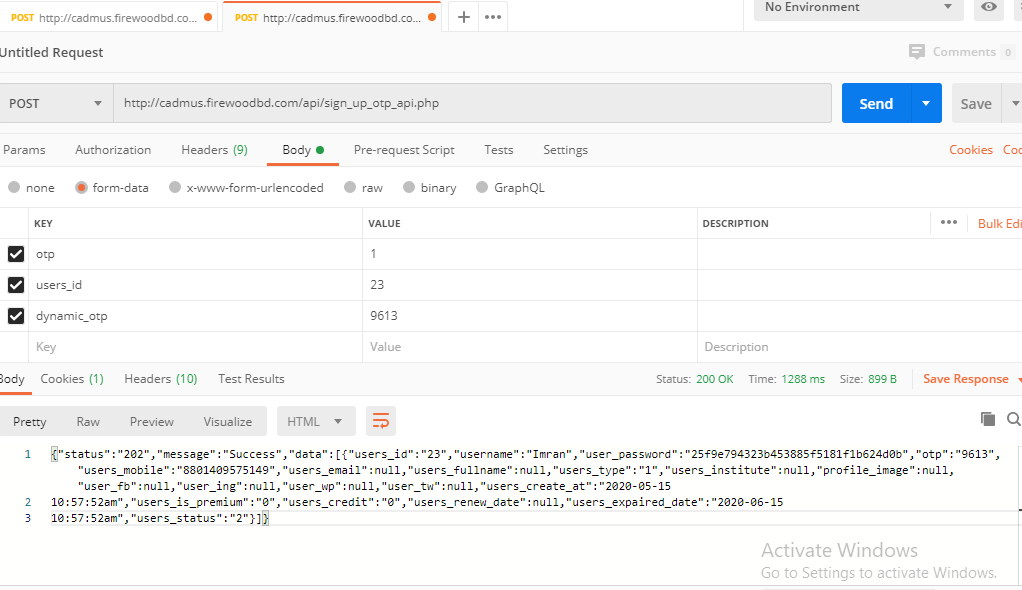 POST http://cadmus.firewoodbd.co... POST http://cadmus.firewoodbd.co... + ••• No Environment
Untitled Request Comments 0
POST http://cadmus.firewoodbd.com/api/sign_up_otp_api.php Send Save
Params Authorization Headers (9) Body Pre-request Script Tests Settings Cookies Coo
none form-data x-www-form-urlencoded raw binary GraphQL
KEY VALUE DESCRIPTION ••• Bulk Edi
otp 1
users_id 23
dynamic_otp 9613
Key Value Description
Body Cookies (1) Headers (10) Test Results Status: 200 OK Time: 1288 ms Size: 899 B Save Response
Pretty Raw Preview Visualize HTML
1 {"status":"202","message":"Success","data":[{"users_id":"23","username":"Imran","user_password":"25f9e794323b453885f5181f1b624d0b","otp":"9613",
"users_mobile":"8801409575149","users_email":null,"users_fullname":null,"users_type":"1","users_institute":null,"profile_image":null,
"user_fb":null,"user_ing":null,"user_wp":null,"user_tw":null,"users_create_at":"2020-05-15
2 10:57:52am","users_is_premium":"0","users_credit":"0","users_renew_date":null,"users_expaired_date":"2020-06-15
3 10:57:52am","users_status":"2"}]}
Activate Windows
Go to Settings to activate Windows.